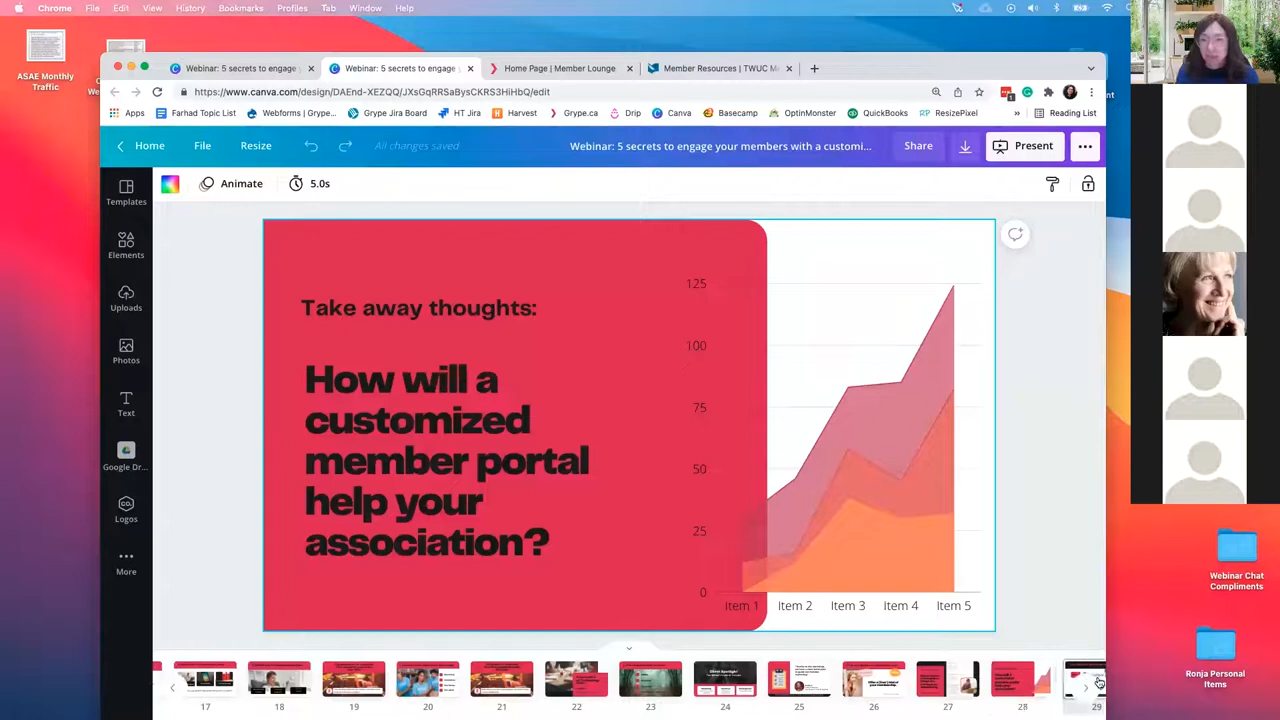 Chrome File Edit View History Bookmarks Profiles Tab Window Help
ASAE Monthly
Traffic
Webinar: 5 secrets to engage
Webinar: 5 secrets to engage
Home Page | Member Lounge
Member Resources | TWUC M
https://www.canva.com/design/DAEnd-XEZQQ/JXsGqRRSaBysCKRS3HiHbQ/edit
Apps Farhad Topic List Webforms | Grype... Grype Jira Board HT Jira Harvest Grype.ca Drip Canva Basecamp OptinMonster QuickBooks ResizePixel » Reading List
Home File Resize All changes saved Webinar: 5 secrets to engage your members with a customi... Share Present
Animate 5.0s
Templates
Elements
Uploads
Photos
Text
Google Dr...
Logos
More
Take away thoughts:
How will a
customized
member portal
help your
association?
125
100
75
50
25
0
Item 1 Item 2 Item 3 Item 4 Item 5
17 18 19 20 21 22 23 24 25 26 27 28 29
Webinar Chat
Compliments
Ronja Personal
Items